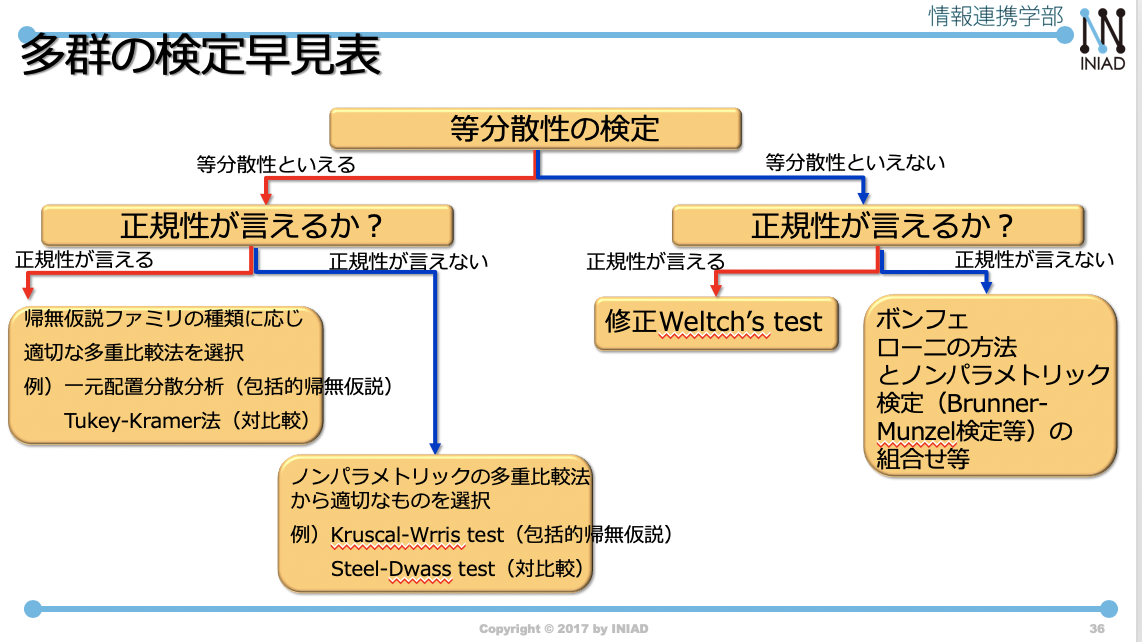 情報連携学部
INIAD
多群の検定早見表
等分散性の検定
等分散性といえる
等分散性といえない
正規性が言えるか？
正規性が言えるか？
正規性が言える
正規性が言えない
正規性が言える
正規性が言えない
帰無仮説ファミリの種類に応じ
適切な多重比較法を選択
例）一元配置分散分析（包括的帰無仮説）
Tukey-Kramer法（対比較）
修正Weltch’s test
ボンフェ
ローニの方法
とノンパラメトリック
検定（Brunner-
Munzel検定等）の
組合せ等
ノンパラメトリックの多重比較法
から適切なものを選択
例）Kruscal-Wrris test（包括的帰無仮説）
Steel-Dwass test（対比較）
Copyright © 2017 by INIAD
36